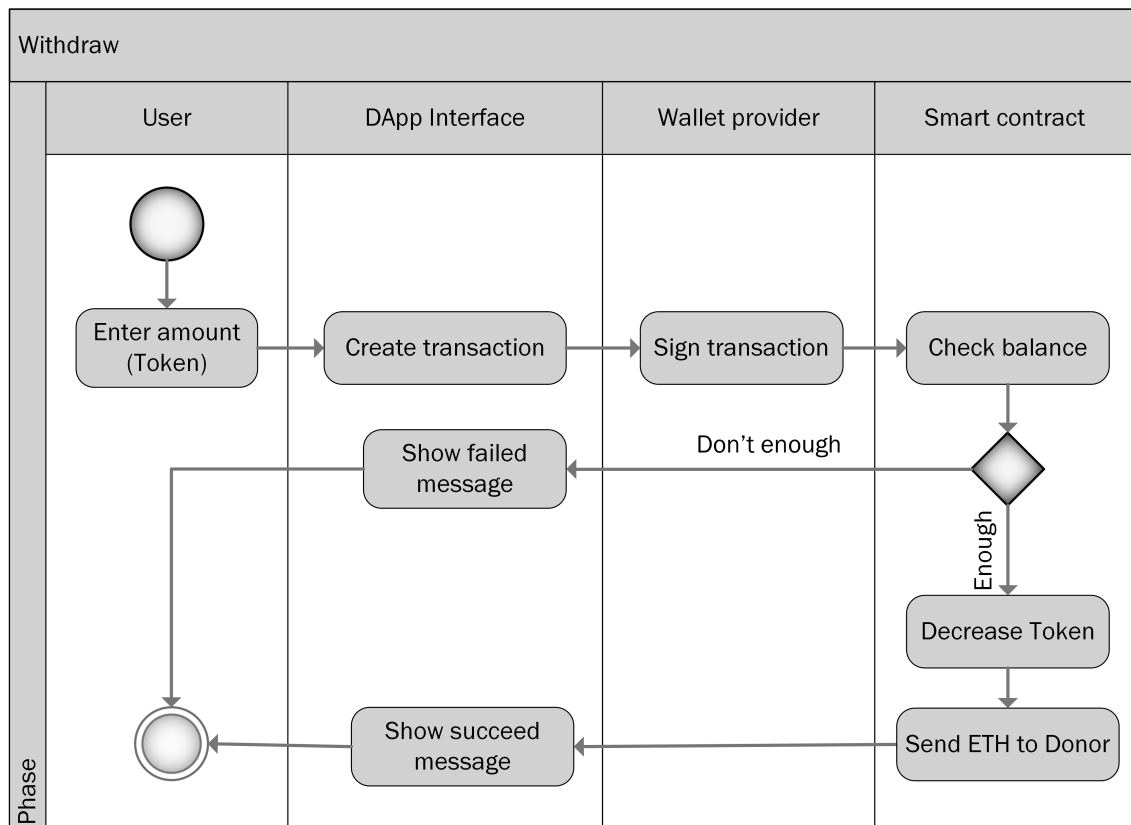 Withdraw
User
DApp Interface
Wallet provider
Smart contract
Enter amount
(Token)
Create transaction
Sign transaction
Check balance
Show failed
message
Don't enough
Enough
Decrease Token
Show succeed
message
Send ETH to Donor
Phase